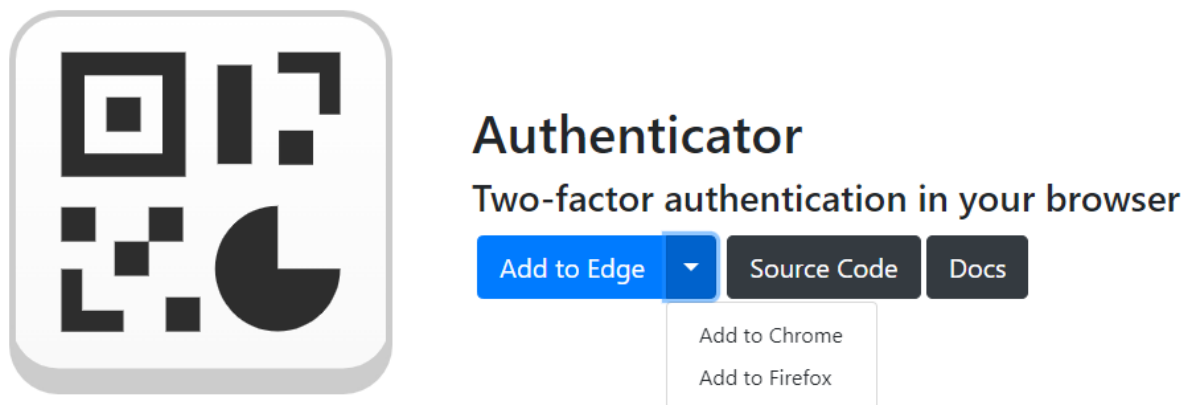 Authenticator
Two-factor authentication in your browser
Add to Edge
Source Code
Docs
Add to Chrome
Add to Firefox